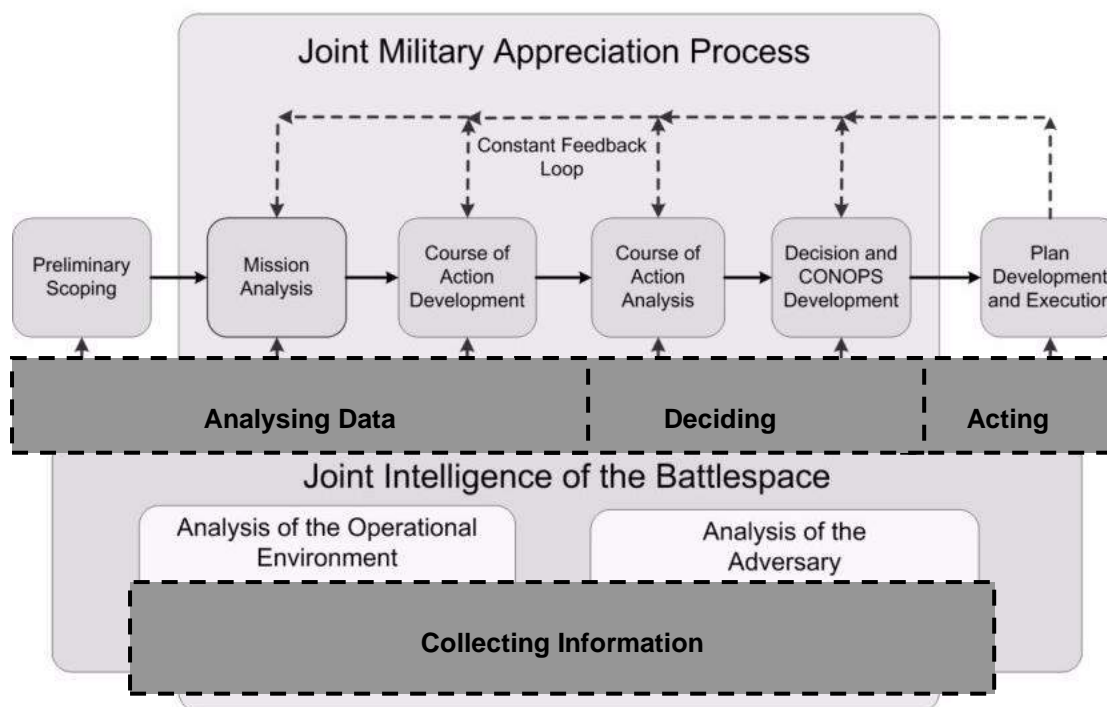 Joint Military Appreciation Process
Constant Feedback
Loop
Preliminary
Scoping
Mission
Analysis
Course of
Action
Development
Course of
Action
Analysis
Decision and
CONOPS
Development
Plan
Development
and Execution
Analysing Data
Deciding
Acting
Joint Intelligence of the Battlespace
Analysis of the Operational
Environment
Analysis of the
Adversary
Collecting Information